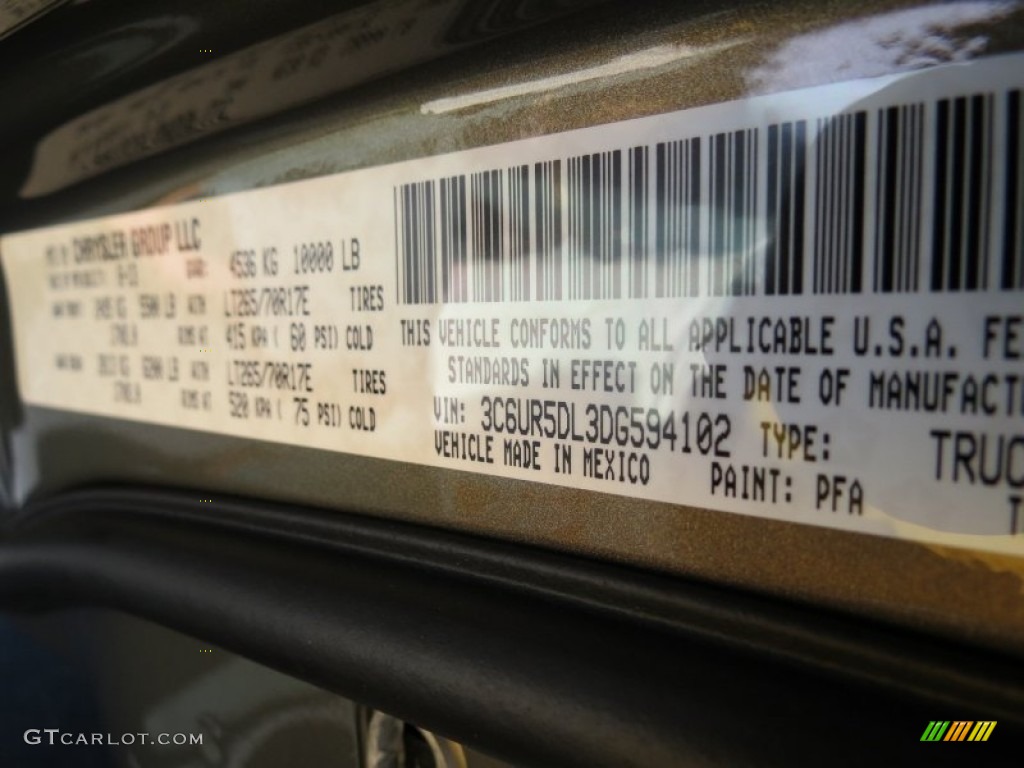 CHRYSLER GROUP LLC
4536 KG 10000 LB
LT265/70R17E TIRES
415 KPA ( 60 PSI) COLD
LT265/70R17E TIRES
520 KPA ( 75 PSI) COLD
THIS VEHICLE CONFORMS TO ALL APPLICABLE U.S.A. FE
STANDARDS IN EFFECT ON THE DATE OF MANUFACT
VIN: 3C6UR5DL3DG594102 TYPE: TRUC
VEHICLE MADE IN MEXICO PAINT: PFA T
GTCARLOT.COM